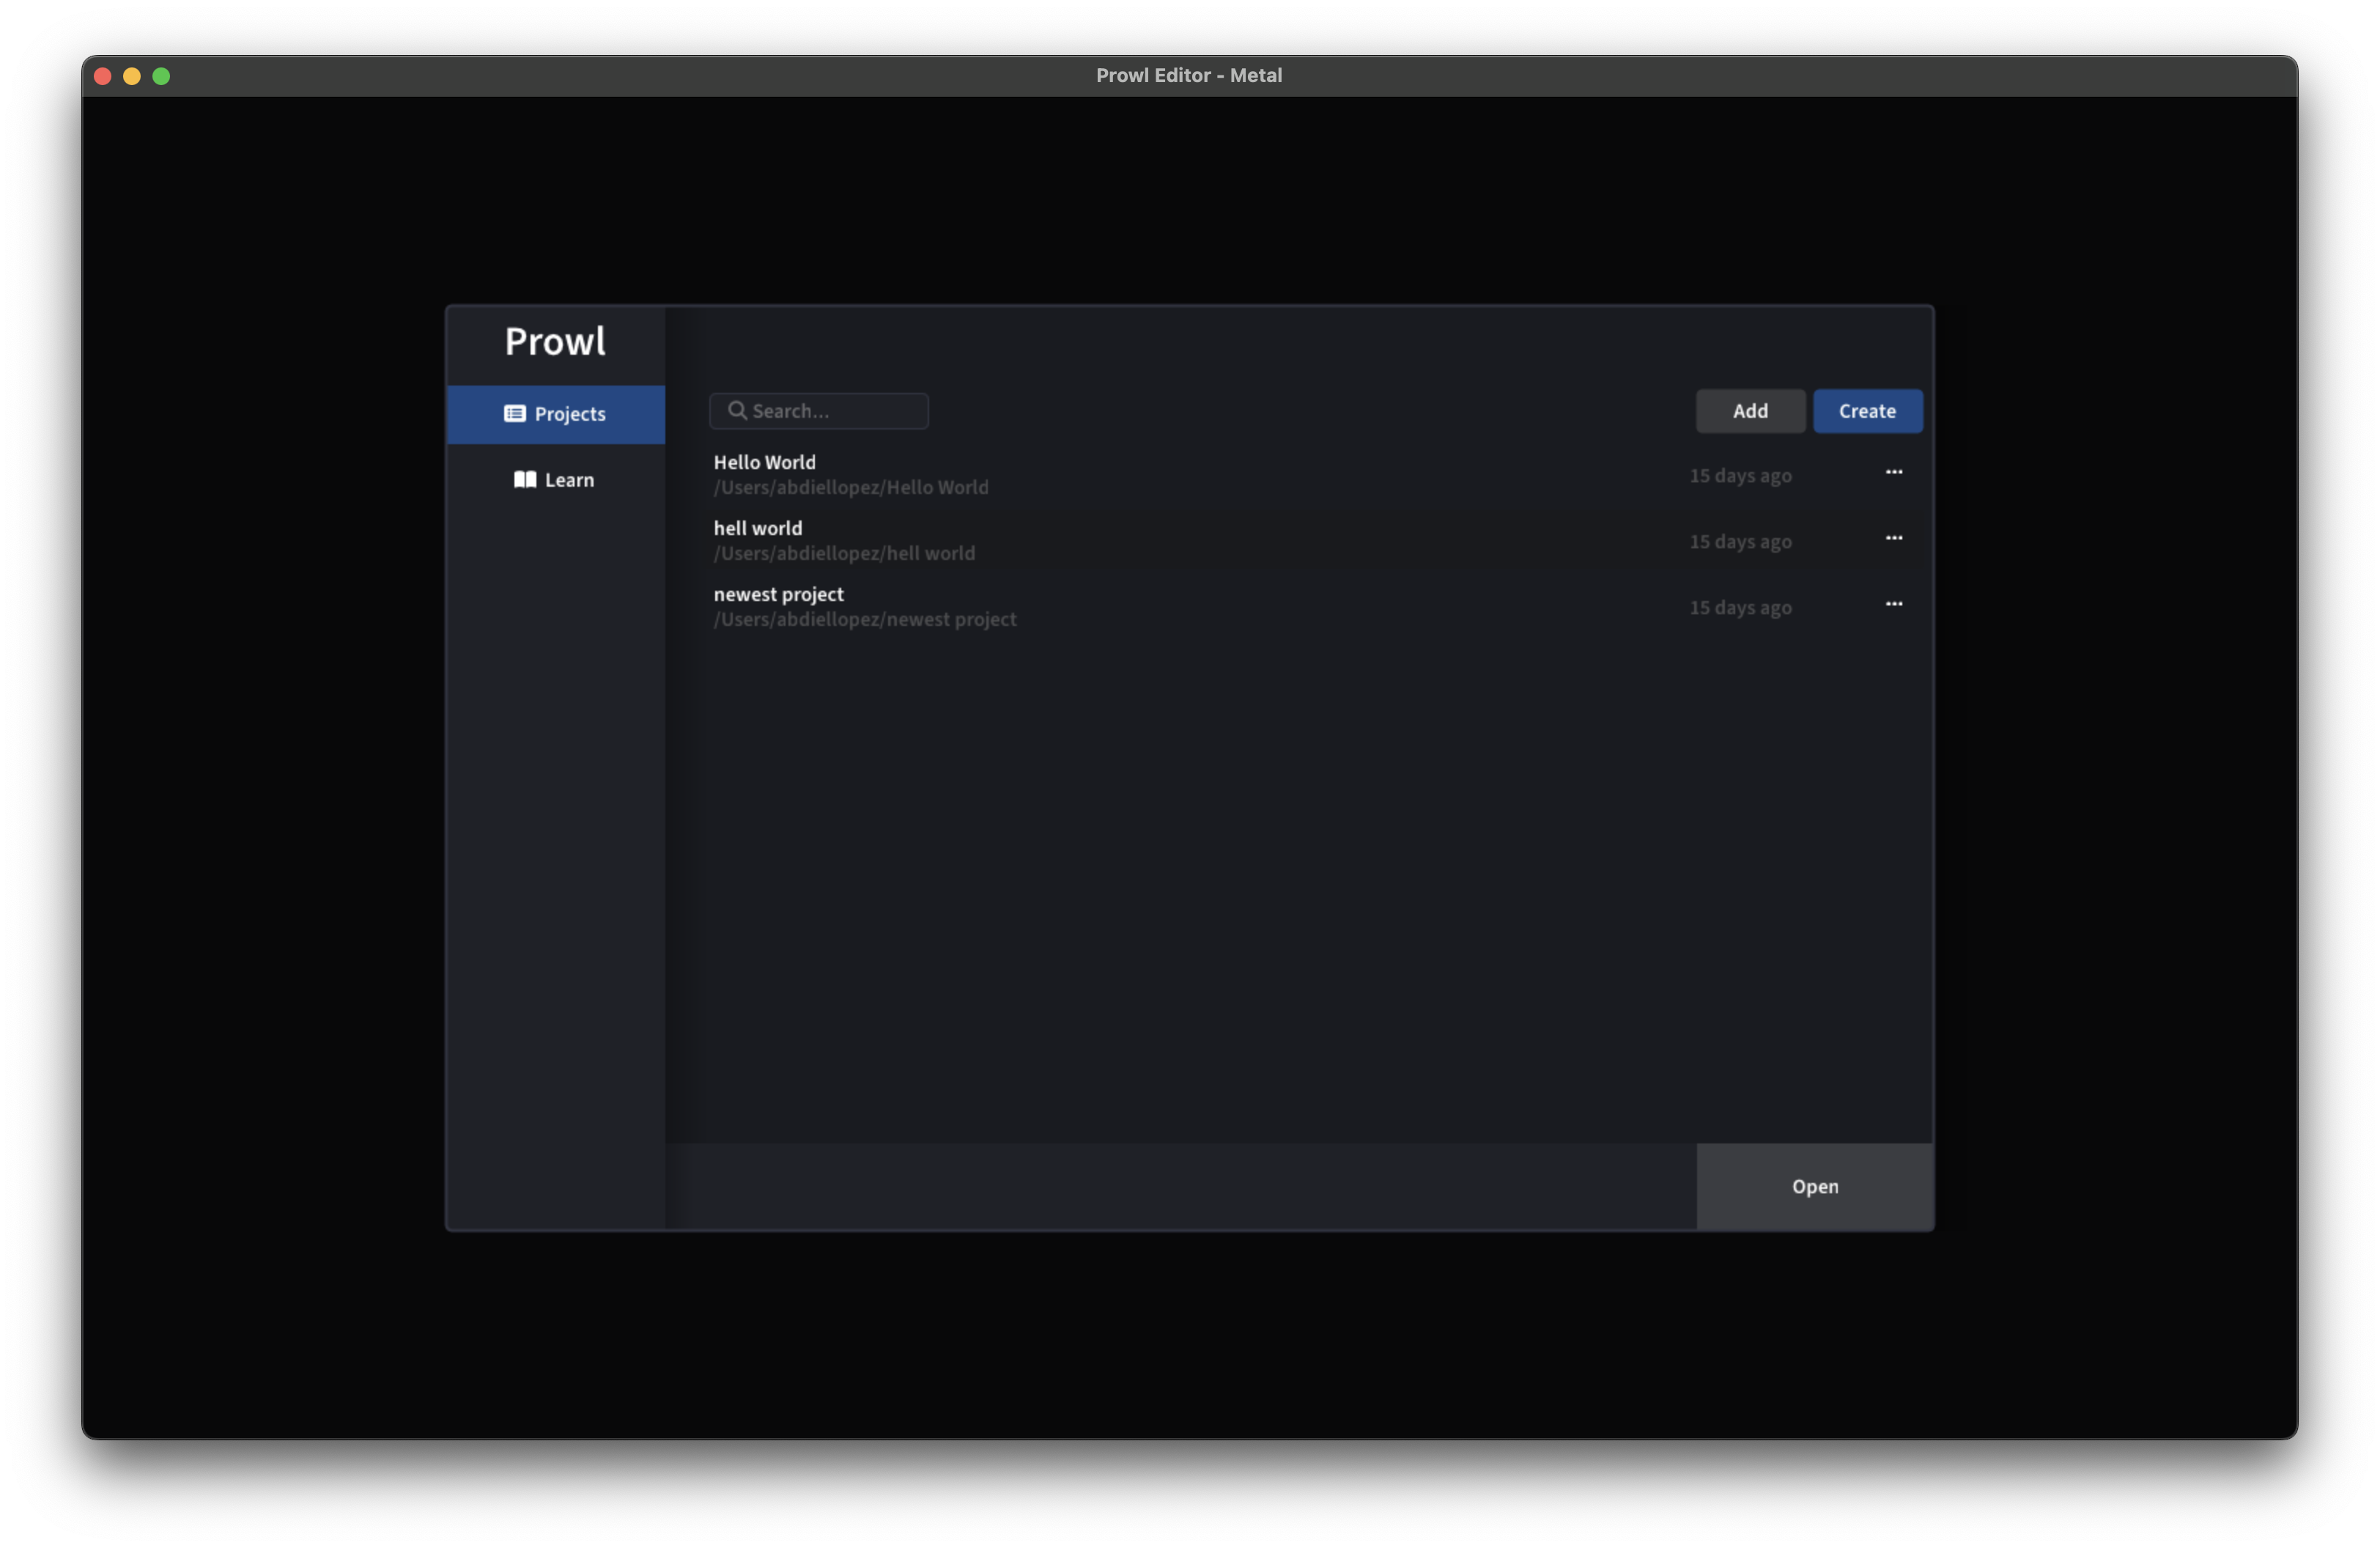 Prowl Editor - Metal
Prowl
Projects
Learn
Search...
Add
Create
Hello World
/Users/abdiellopez/Hello World
15 days ago
...
hell world
/Users/abdiellopez/hell world
15 days ago
...
newest project
/Users/abdiellopez/newest project
15 days ago
...
Open